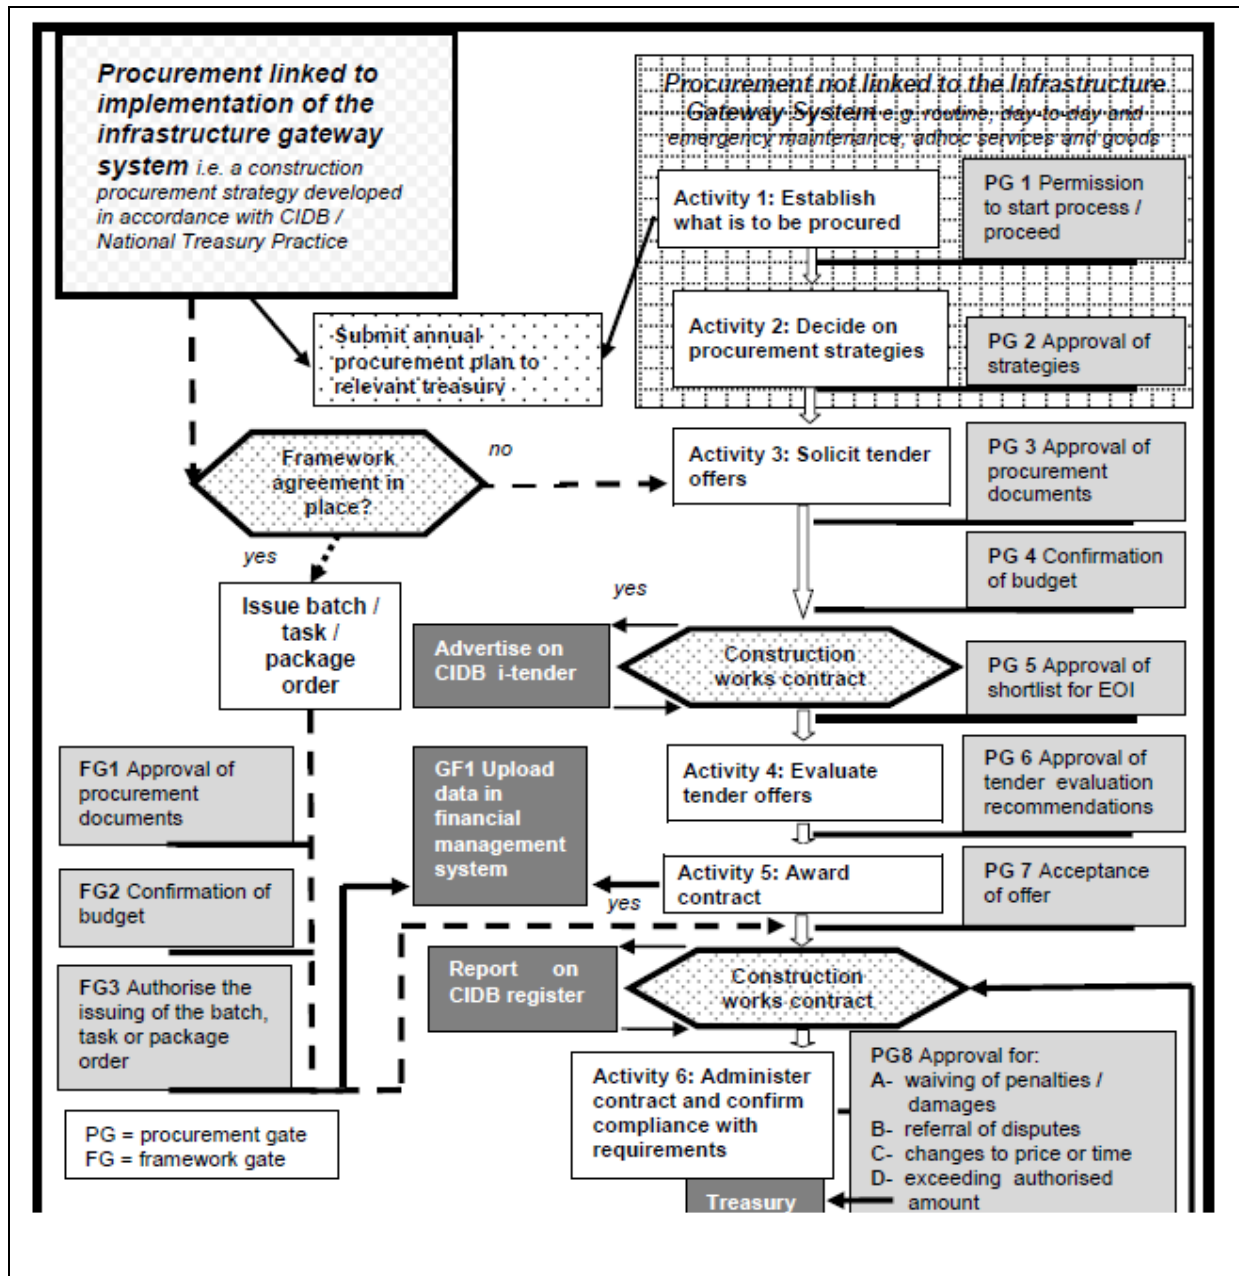 Procurement linked to
implementation of the
infrastructure gateway
system i.e. a construction
procurement strategy developed
in accordance with CIDB /
National Treasury Practice
Procurement not linked to the Infrastructure
Gateway System e.g. routine, day-to-day and
emergency maintenance, adhoc services and goods
Activity 1: Establish
what is to be procured
PG 1 Permission
to start process /
proceed
Submit annual
procurement plan to
relevant treasury
Activity 2: Decide on
procurement strategies
PG 2 Approval of
strategies
Framework
agreement in
place?
no
yes
Activity 3: Solicit tender
offers
PG 3 Approval of
procurement
documents
PG 4 Confirmation
of budget
Issue batch /
task /
package
order
yes
Advertise on
CIDB i-tender
Construction
works contract
PG 5 Approval of
shortlist for EOI
FG1 Approval of
procurement
documents
GF1 Upload
data in
financial
management
system
Activity 4: Evaluate
tender offers
PG 6 Approval of
tender evaluation
recommendations
FG2 Confirmation of
budget
Activity 5: Award
contract
PG 7 Acceptance
of offer
yes
FG3 Authorise the
issuing of the batch,
task or package
order
Report on
CIDB register
Construction
works contract
Activity 6: Administer
contract and confirm
compliance with
requirements
PG8 Approval for:
A- waiving of penalties /
damages
B- referral of disputes
C- changes to price or time
D- exceeding authorised
amount
PG = procurement gate
FG = framework gate
Treasury